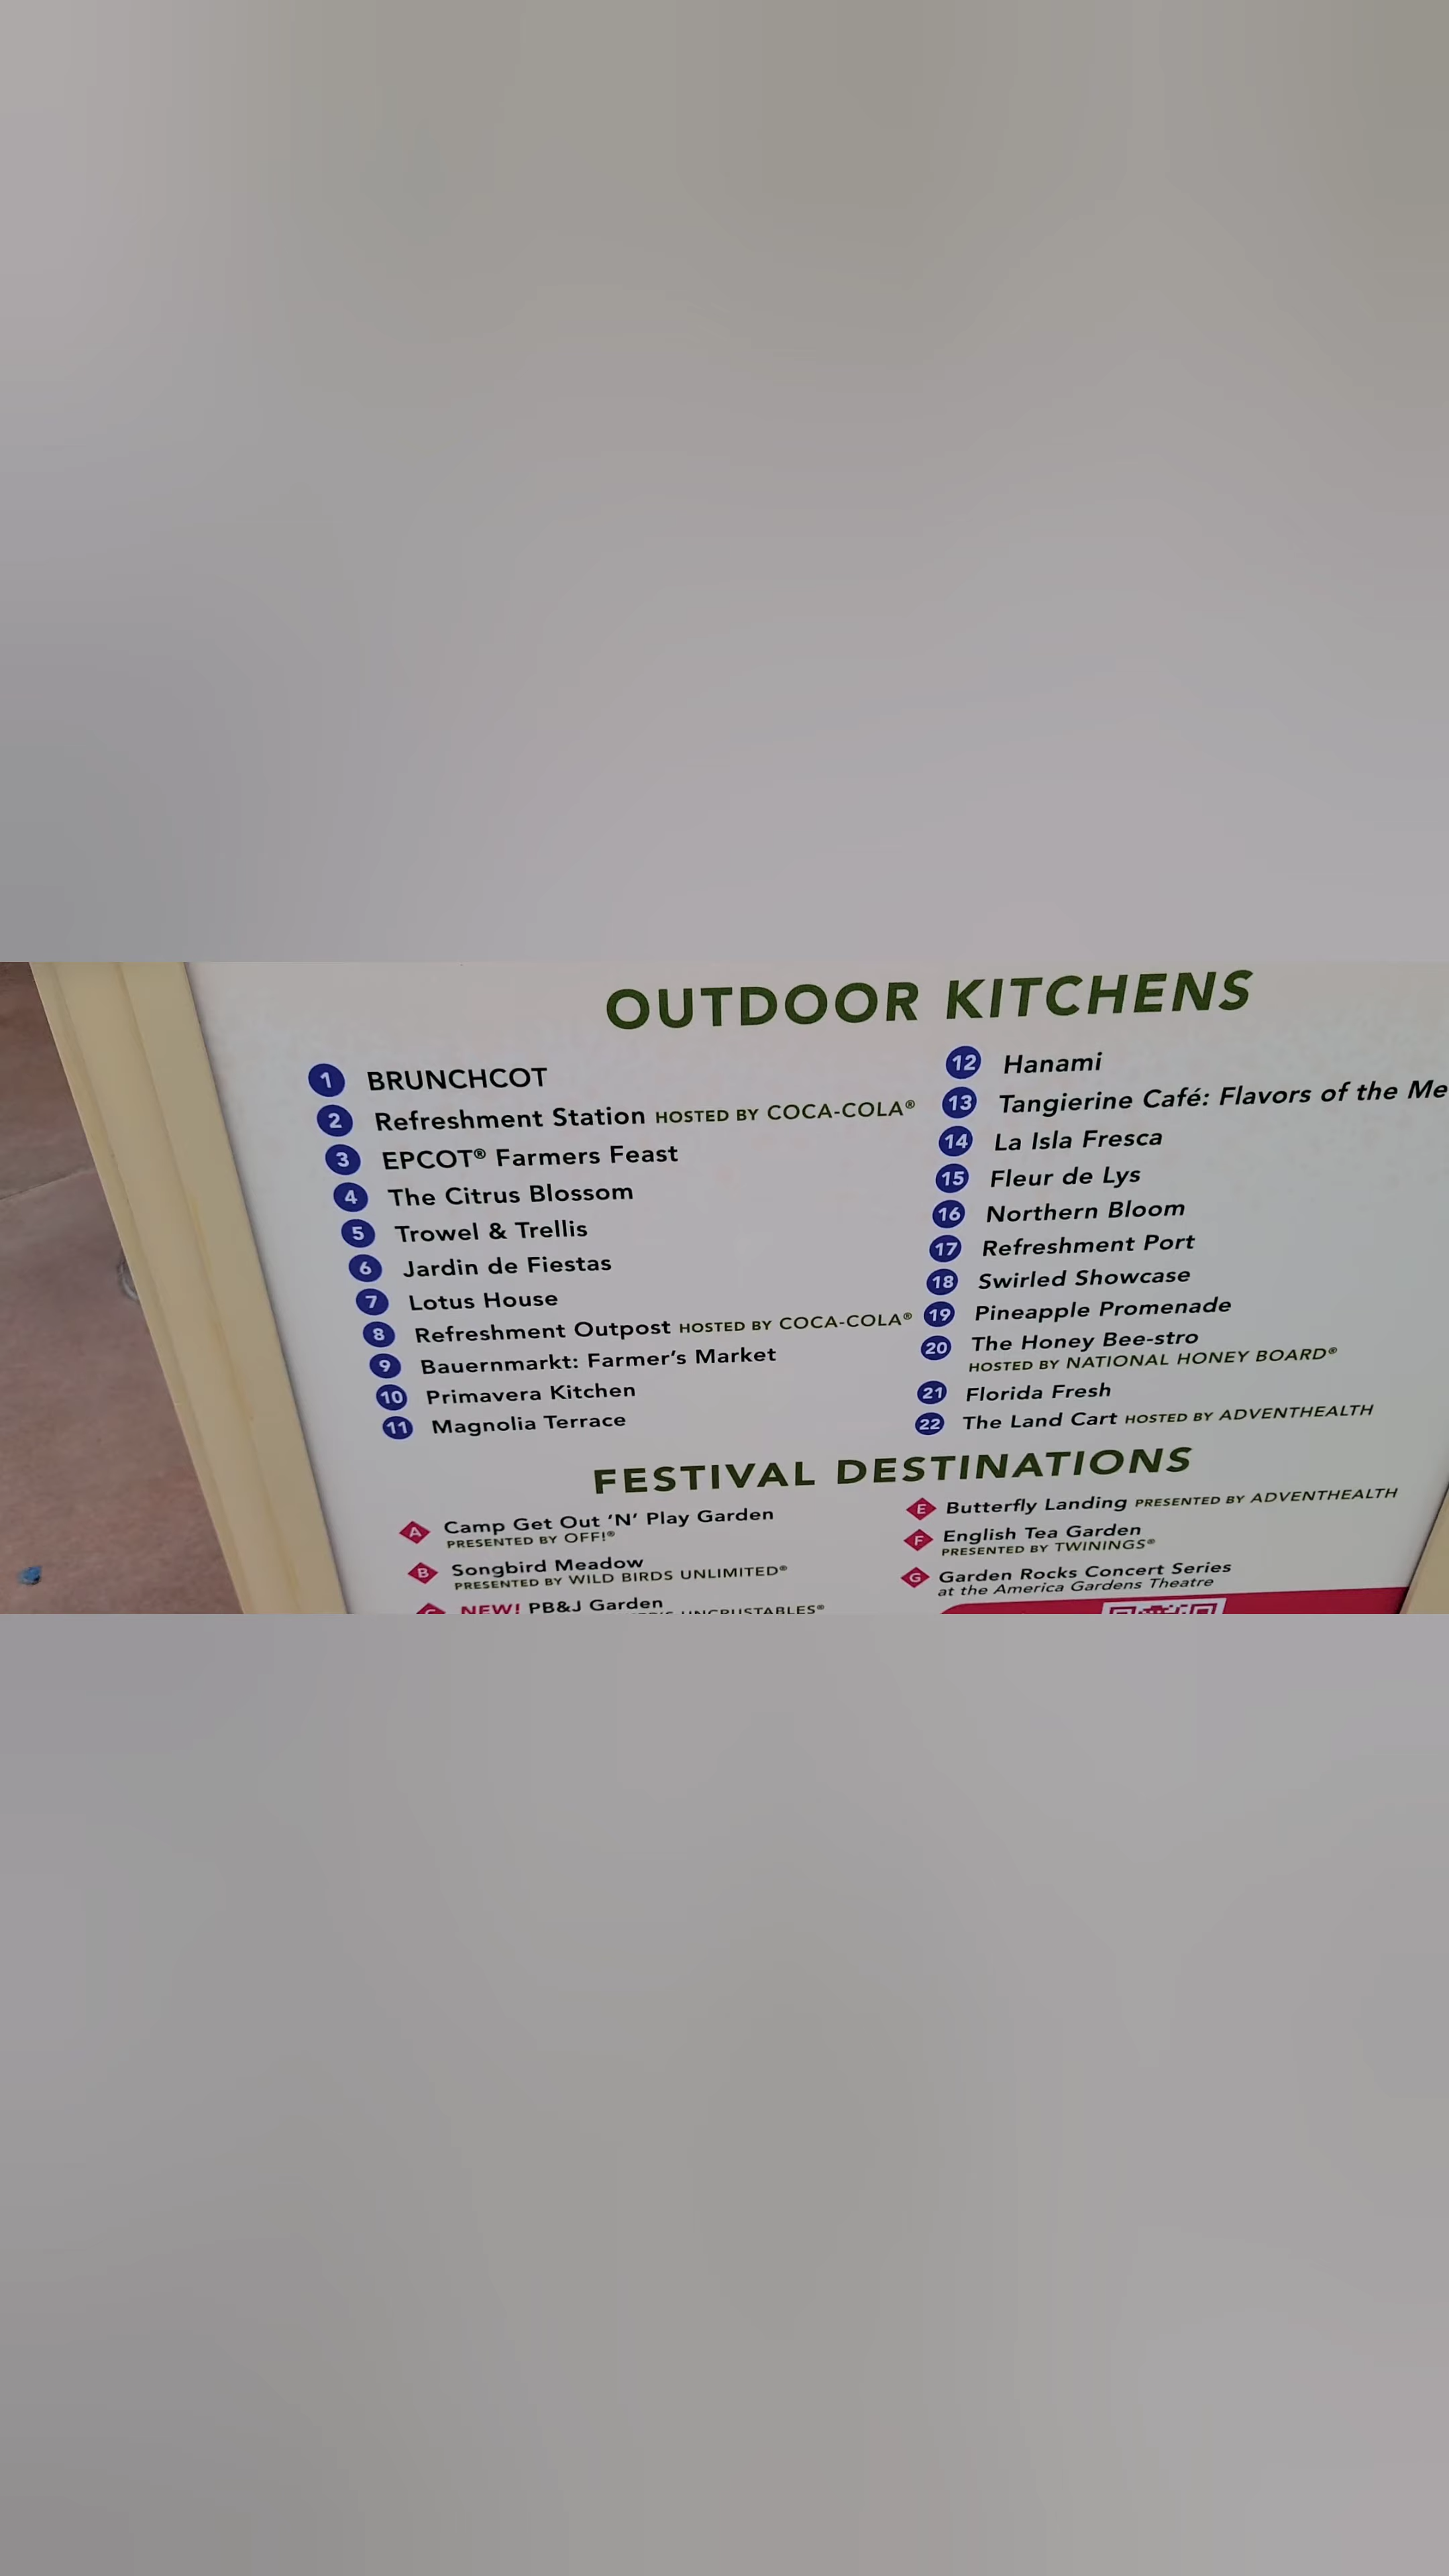 OUTDOOR KITCHENS
1 BRUNCHCOT
2 Refreshment Station HOSTED BY COCA-COLA®
3 EPCOT® Farmers Feast
4 The Citrus Blossom
5 Trowel & Trellis
6 Jardin de Fiestas
7 Lotus House
8 Refreshment Outpost HOSTED BY COCA-COLA®
9 Bauernmarkt: Farmer's Market
10 Primavera Kitchen
11 Magnolia Terrace
12 Hanami
13 Tangierine Café: Flavors of the
14 La Isla Fresca
15 Fleur de Lys
16 Northern Bloom
17 Refreshment Port
18 Swirled Showcase
19 Pineapple Promenade
20 The Honey Bee-stro
HOSTED BY NATIONAL HONEY BOARD®
21 Florida Fresh
22 The Land Cart HOSTED BY ADVENTHEALTH
FESTIVAL DESTINATIONS
A Camp Get Out 'N' Play Garden
PRESENTED BY OFF!®
B Songbird Meadow
PRESENTED BY WILD BIRDS UNLIMITED®
NEW! PB&J Garden
UNCRUSTABLES®
E Butterfly Landing PRESENTED BY ADVENTHEALTH
F English Tea Garden
PRESENTED BY TWININGS®
G Garden Rocks Concert Series
at the America Gardens Theatre